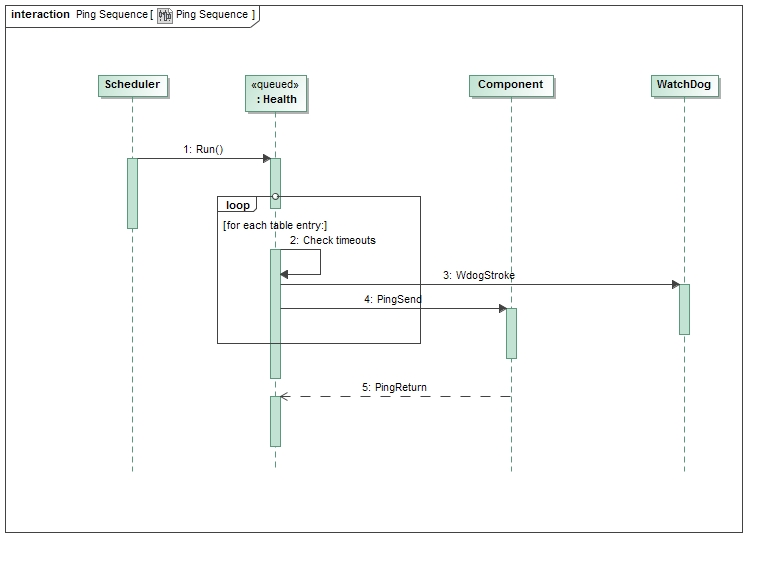 interaction Ping Sequence [ Ping Sequence ]
Scheduler
«queued»
: Health
Component
WatchDog
1: Run()
loop
[for each table entry:]
2: Check timeouts
3: WdogStroke
4: PingSend
5: PingReturn